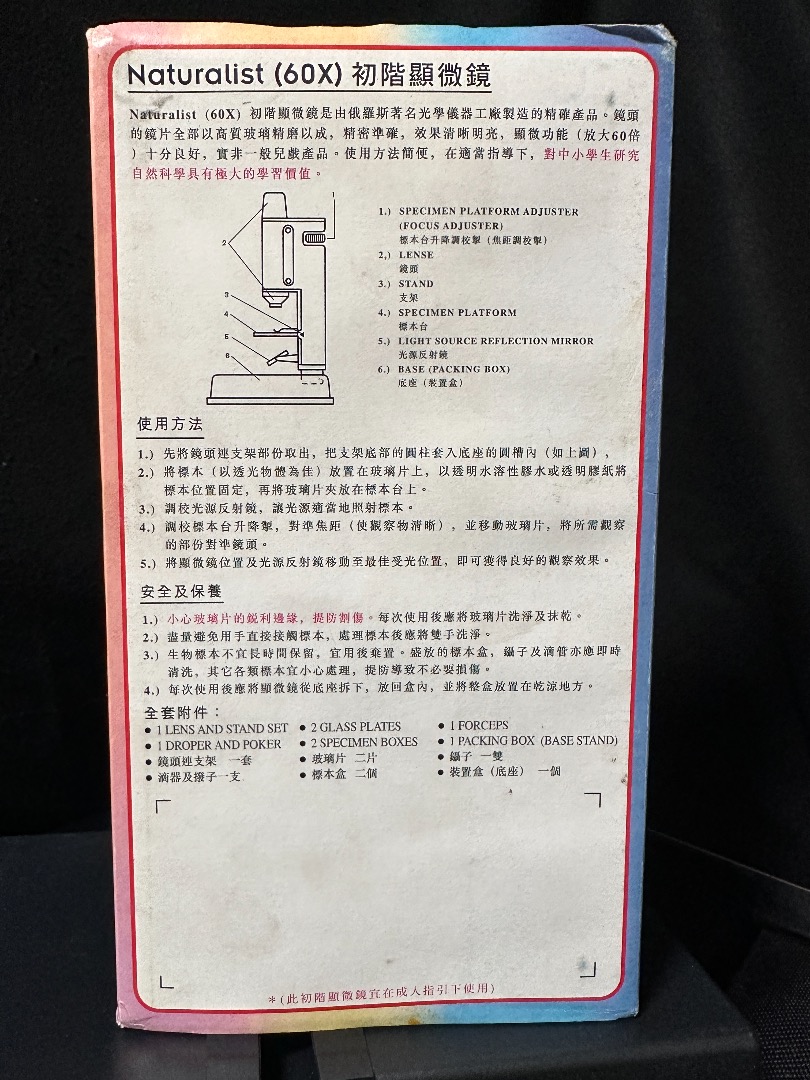 Naturalist (60X) 初階顯微鏡
Naturalist (60X) 初階顯微鏡是由俄羅斯著名光學儀器工廠製造的精確產品。鏡頭
的鏡片全部以高質玻璃精磨以成，精密準確，效果清晰明亮，顯微功能（放大60倍
）十分良好，實非一般兒戲產品。使用方法簡便，在適當指導下，對中小學生研究
自然科學具有極大的學習價值。
1
2
3
4
5
6
1.) SPECIMEN PLATFORM ADJUSTER
(FOCUS ADJUSTER)
標本台升降調校掣（焦距調校掣）
2,) LENSE
鏡頭
3.) STAND
支架
4.) SPECIMEN PLATFORM
標本台
5.) LIGHT SOURCE REFLECTION MIRROR
光源反射鏡
6.) BASE (PACKING BOX)
底座（裝置盒）
使用方法
1.) 先將鏡頭連支架部份取出，把支架底部的圓柱套入底座的圓槽內（如上圖），
2.) 將標本（以透光物體為佳）放置在玻璃片上，以透明水溶性膠水或透明膠紙將
標本位置固定，再將玻璃片夾放在標本台上。
3.) 調校光源反射鏡，讓光源適當地照射標本。
4.) 調校標本台升降掣，對準焦距（使觀察物清晰），並移動玻璃片，將所需觀察
的部份對準鏡頭。
5.) 將顯微鏡位置及光源反射鏡移動至最佳受光位置，即可獲得良好的觀察效果。
安全及保養
1.) 小心玻璃片的銳利邊緣，提防割傷。每次使用後應將玻璃片洗淨及抹乾。
2.) 盡量避免用手直接接觸標本，處理標本後應將雙手洗淨。
3.) 生物標本不宜長時間保留，宜用後棄置。盛放的標本盒，鑷子及滴管亦應即時
清洗，其它各類標本宜小心處理，提防導致不必要損傷。
4.) 每次使用後應將顯微鏡從底座拆下，放回盒內，並將整盒放置在乾涼地方。
全套附件：
● 1 LENS AND STAND SET ● 2 GLASS PLATES ● 1 FORCEPS
● 1 DROPER AND POKER ● 2 SPECIMEN BOXES ● 1 PACKING BOX (BASE STAND)
● 鏡頭連支架 一套 ● 玻璃片 二片 ● 鑷子 一雙
● 滴器及撥子一支 ● 標本盒 二個 ● 裝置盒（底座） 一個
＊（此初階顯微鏡宜在成人指引下使用）